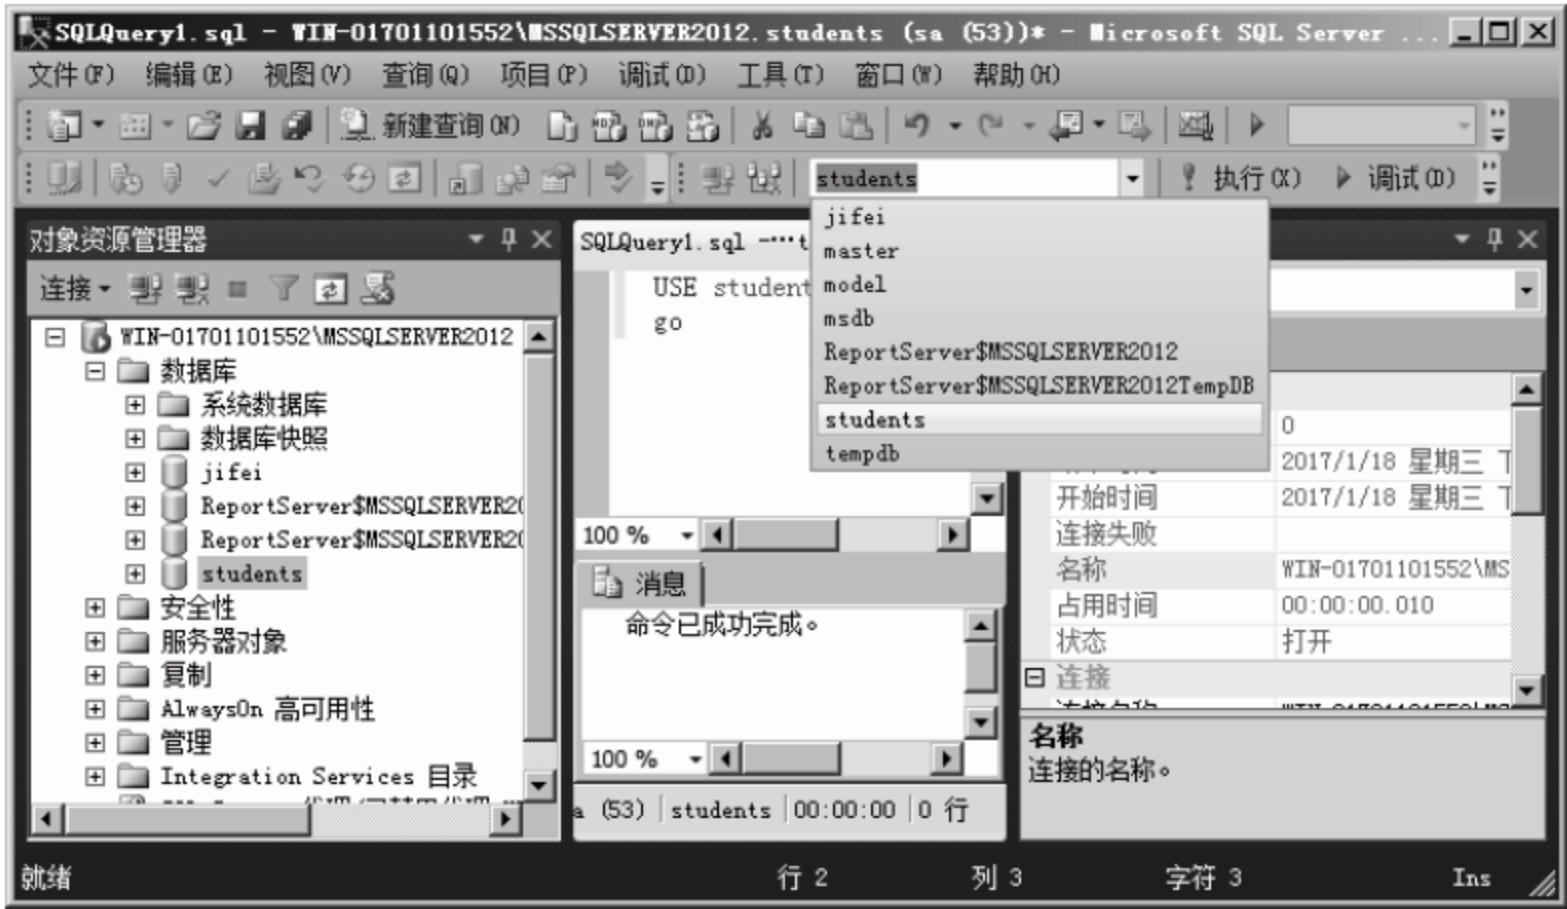 SQLQuery1.sql - WIN-01701101552\MSSQLSERVER2012.students (sa (53))* - Microsoft SQL Server ...
文件(F) 编辑(E) 视图(V) 查询(Q) 项目(P) 调试(D) 工具(T) 窗口(W) 帮助(H)
新建查询(N)
students 执行(X) 调试(D)
jifei
master
model
msdb
ReportServer$MSSQLSERVER2012
ReportServer$MSSQLSERVER2012TempDB
students
tempdb
对象资源管理器
连接
WIN-01701101552\MSSQLSERVER2012
数据库
系统数据库
数据库快照
jifei
ReportServer$MSSQLSERVER20
ReportServer$MSSQLSERVER20
students
安全性
服务器对象
复制
AlwaysOn 高可用性
管理
Integration Services 目录
SQLQuery1.sql -...t
USE student
go
100 %
消息
命令已成功完成。
100 %
a (53) students 00:00:00 0 行
0
2017/1/18 星期三
开始时间 2017/1/18 星期三
连接失败
名称 WIN-01701101552\MS
占用时间 00:00:00.010
状态 打开
连接
名称
连接的名称。
就绪 行 2 列 3 字符 3 Ins